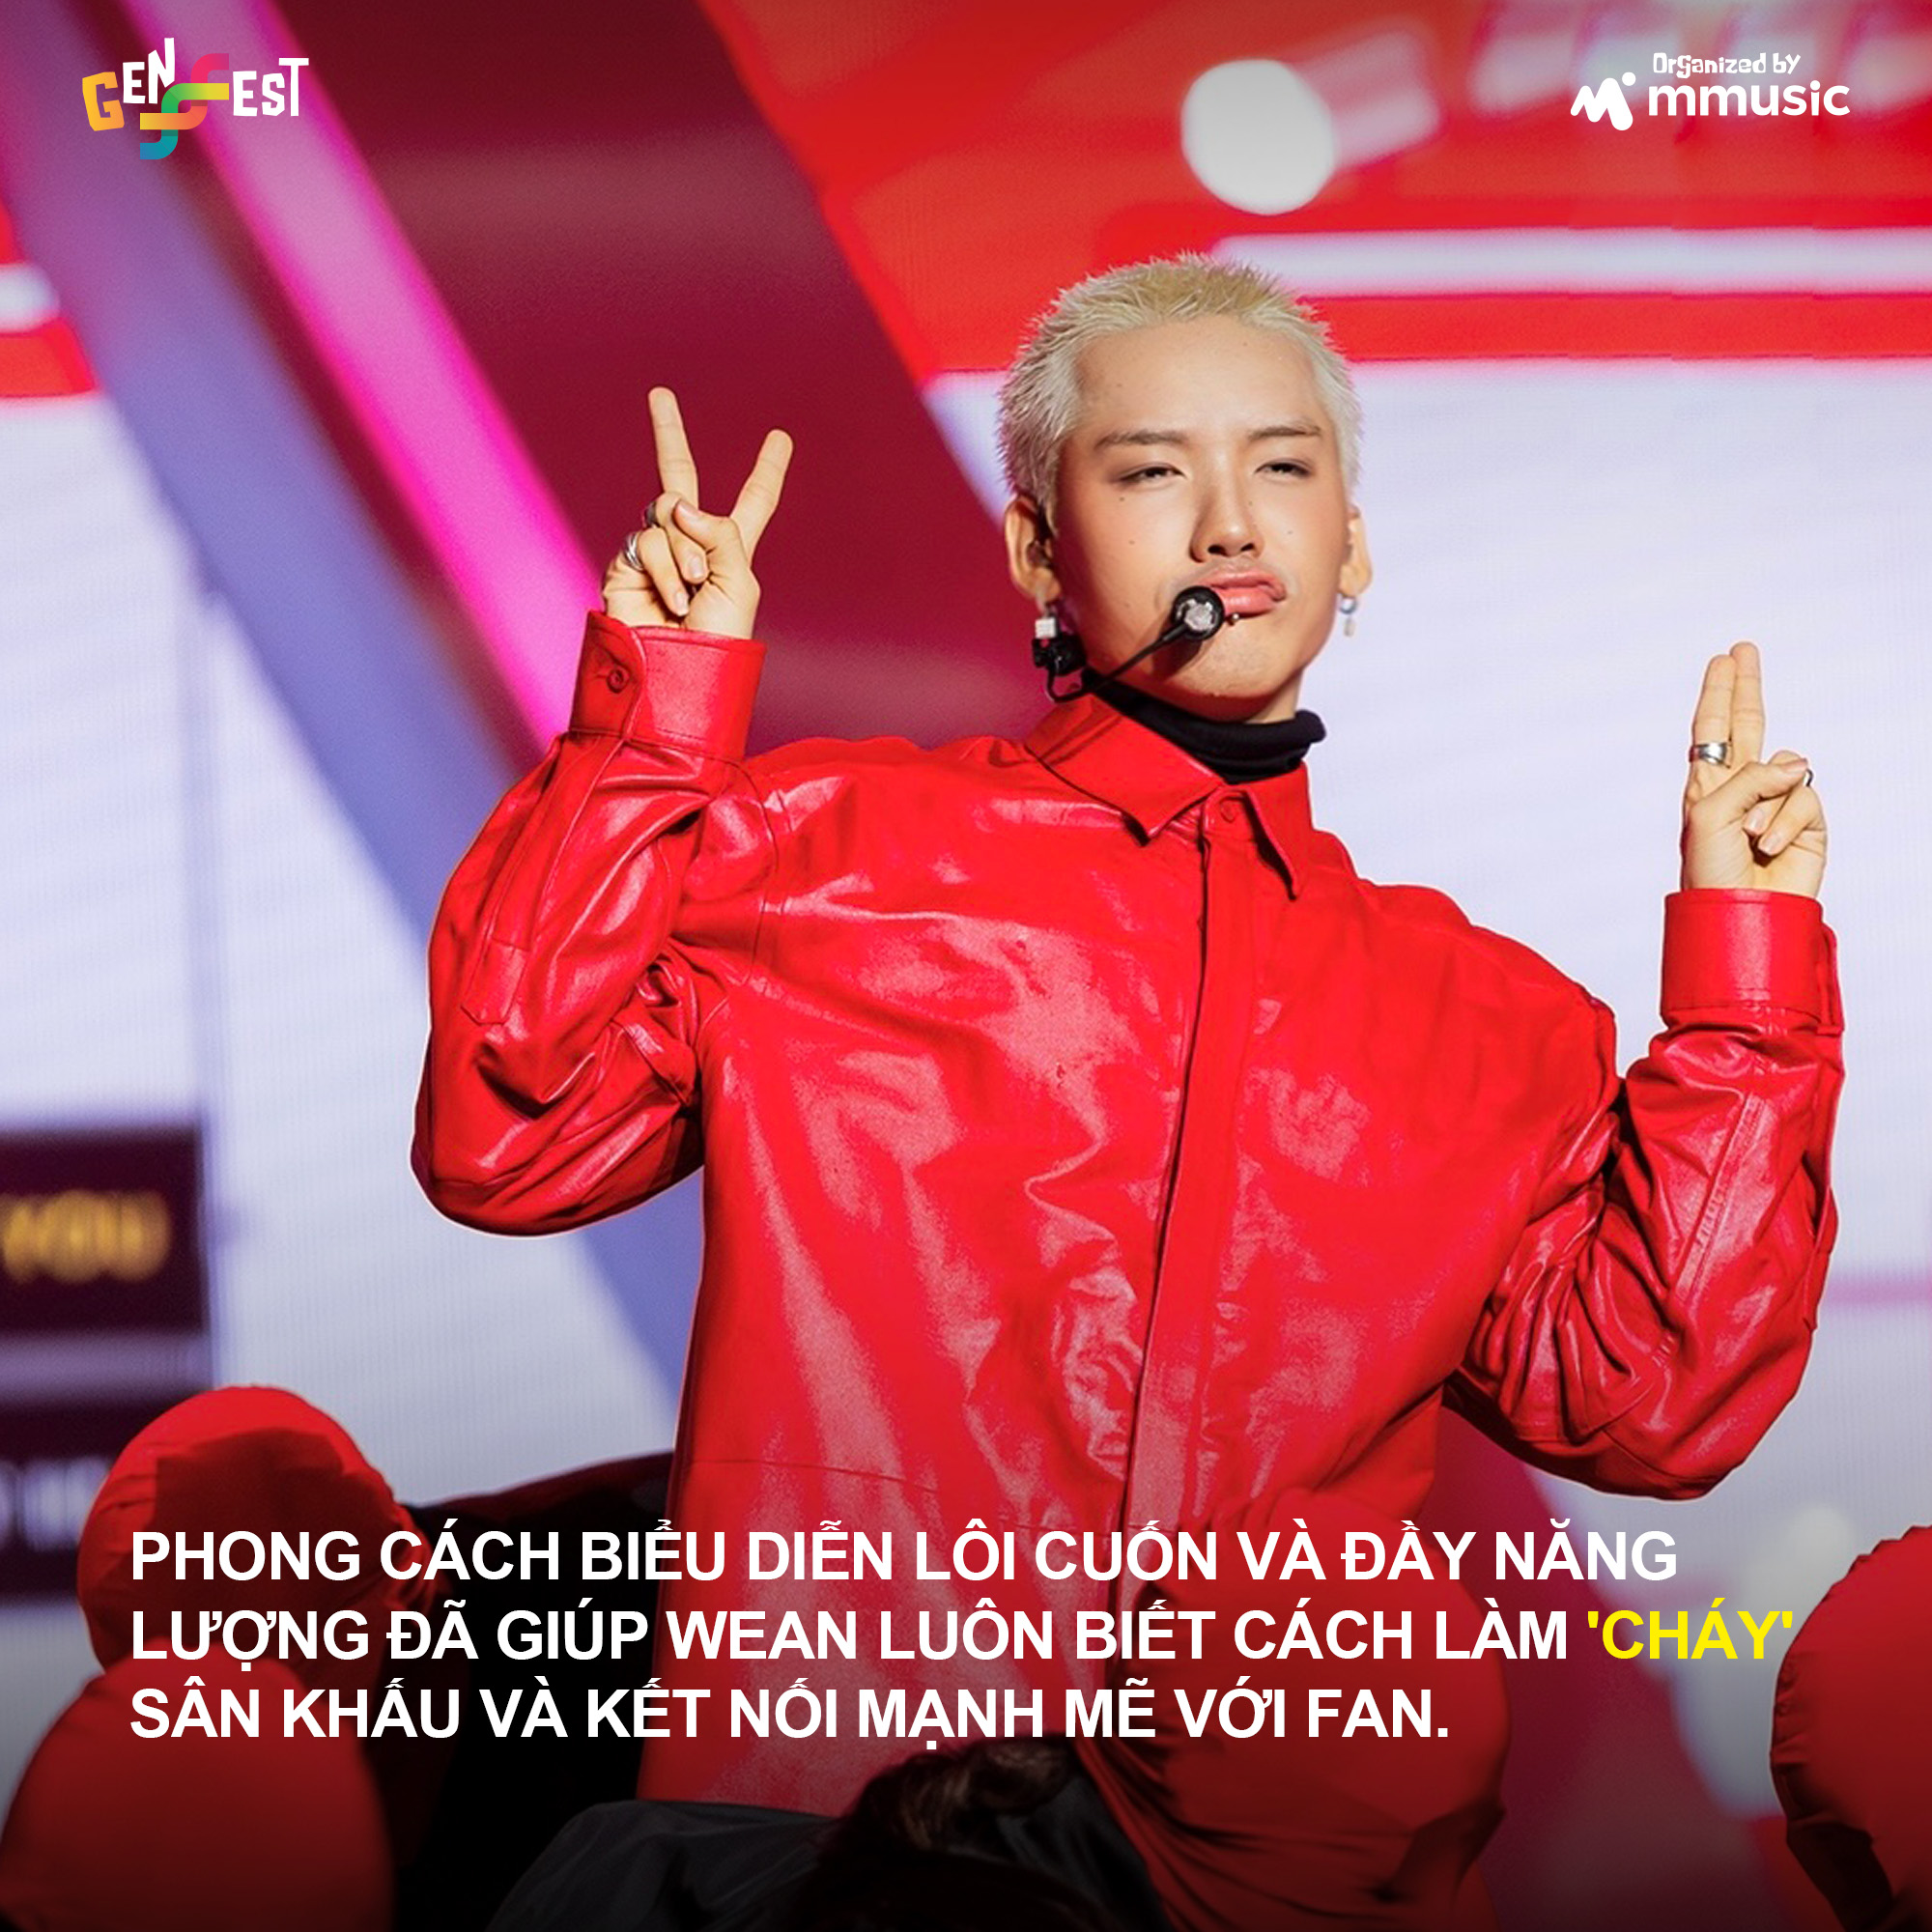 GENFEST
Organized by
mmusic
YOU
PHONG CÁCH BIỂU DIỄN LÔI CUỐN VÀ ĐẦY NĂNG
LƯỢNG ĐÃ GIÚP WEAN LUÔN BIẾT CÁCH LÀM 'CHÁY'
SÂN KHẤU VÀ KẾT NỐI MẠNH MẼ VỚI FAN.